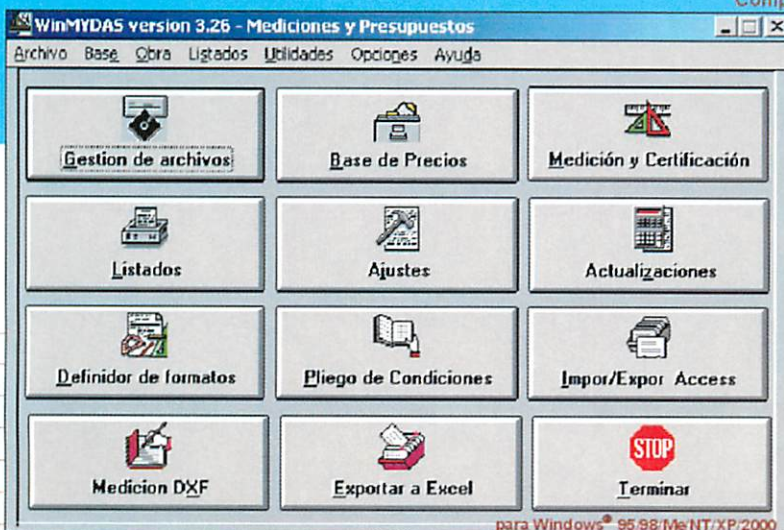 Comp
WinMYDAS version 3.26 - Mediciones y Presupuestos
Archivo Base Obra Listados Utilidades Opciones Ayuda
Gestion de archivos
Base de Precios
Medición y Certificación
Listados
Ajustes
Actualizaciones
Definidor de formatos
Pliego de Condiciones
Impor/Expor Access
Medicion DXF
Exportar a Excel
STOP
Terminar
para Windows® 95/98/Me/NT/XP/2000